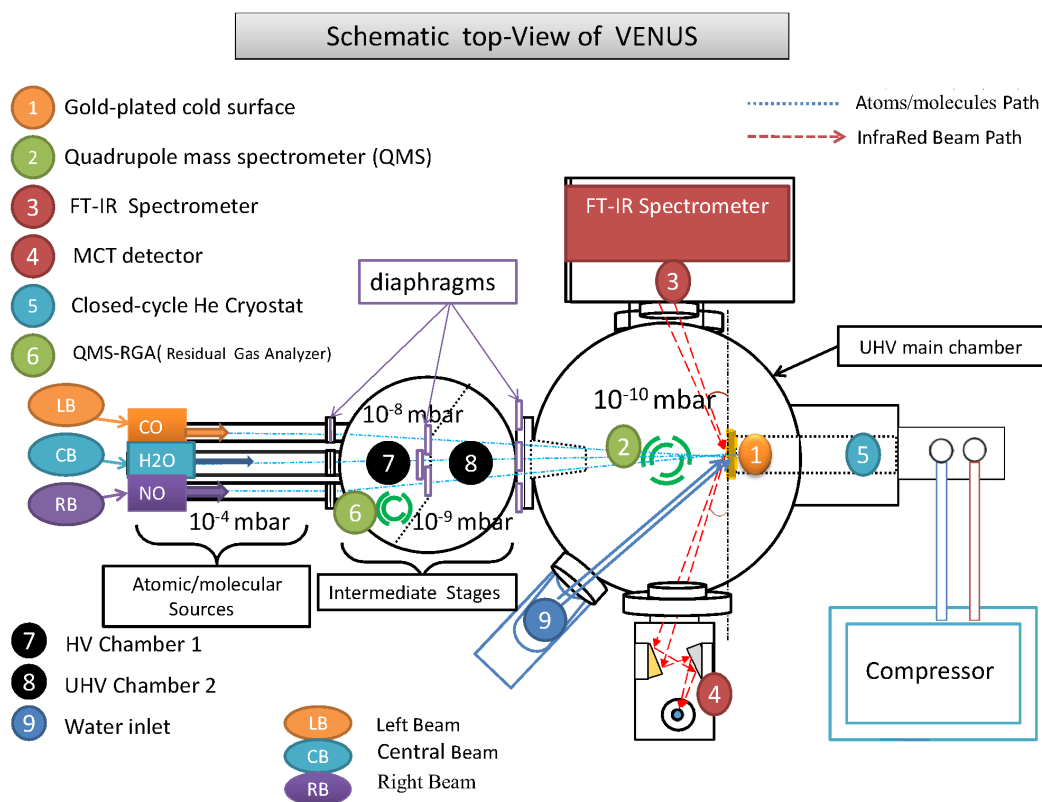 Schematic top-View of VENUS
1 Gold-plated cold surface
2 Quadrupole mass spectrometer (QMS)
3 FT-IR Spectrometer
4 MCT detector
5 Closed-cycle He Cryostat
6 QMS-RGA( Residual Gas Analyzer)
Atoms/molecules Path
InfraRed Beam Path
FT-IR Spectrometer
3
diaphragms
UHV main chamber
LB
CB
RB
CO
H2O
NO
10⁻⁴ mbar
10⁻⁸ mbar
7
8
6
10⁻⁹ mbar
10⁻¹⁰ mbar
2
1
5
Atomic/molecular
Sources
Intermediate Stages
9
4
Compressor
7 HV Chamber 1
8 UHV Chamber 2
9 Water inlet
LB Left Beam
CB Central Beam
RB Right Beam